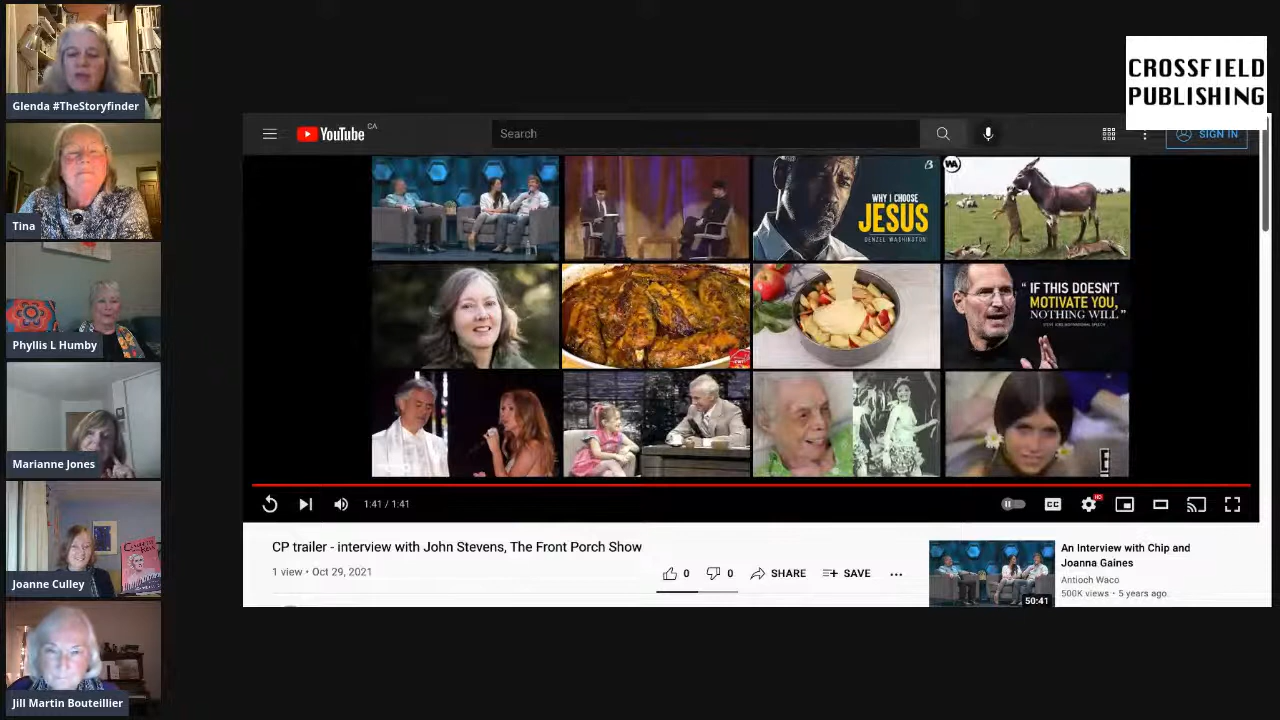 Glenda #TheStoryfinder
Tina
Phyllis L Humby
Marianne Jones
Joanne Culley
Jill Martin Bouteillier
CROSSFIELD
PUBLISHING
YouTube CA
Search
SIGN IN
WHY I CHOOSE
JESUS
DENZEL WASHINGTON
WA
"IF THIS DOESN'T
MOTIVATE YOU,
NOTHING WILL"
E
1:41 / 1:41
CC
HD
CP trailer - interview with John Stevens, The Front Porch Show
1 view • Oct 29, 2021
0
0
SHARE
SAVE
An Interview with Chip and
Joanna Gaines
Antioch Waco
500K views • 5 years ago
50:41